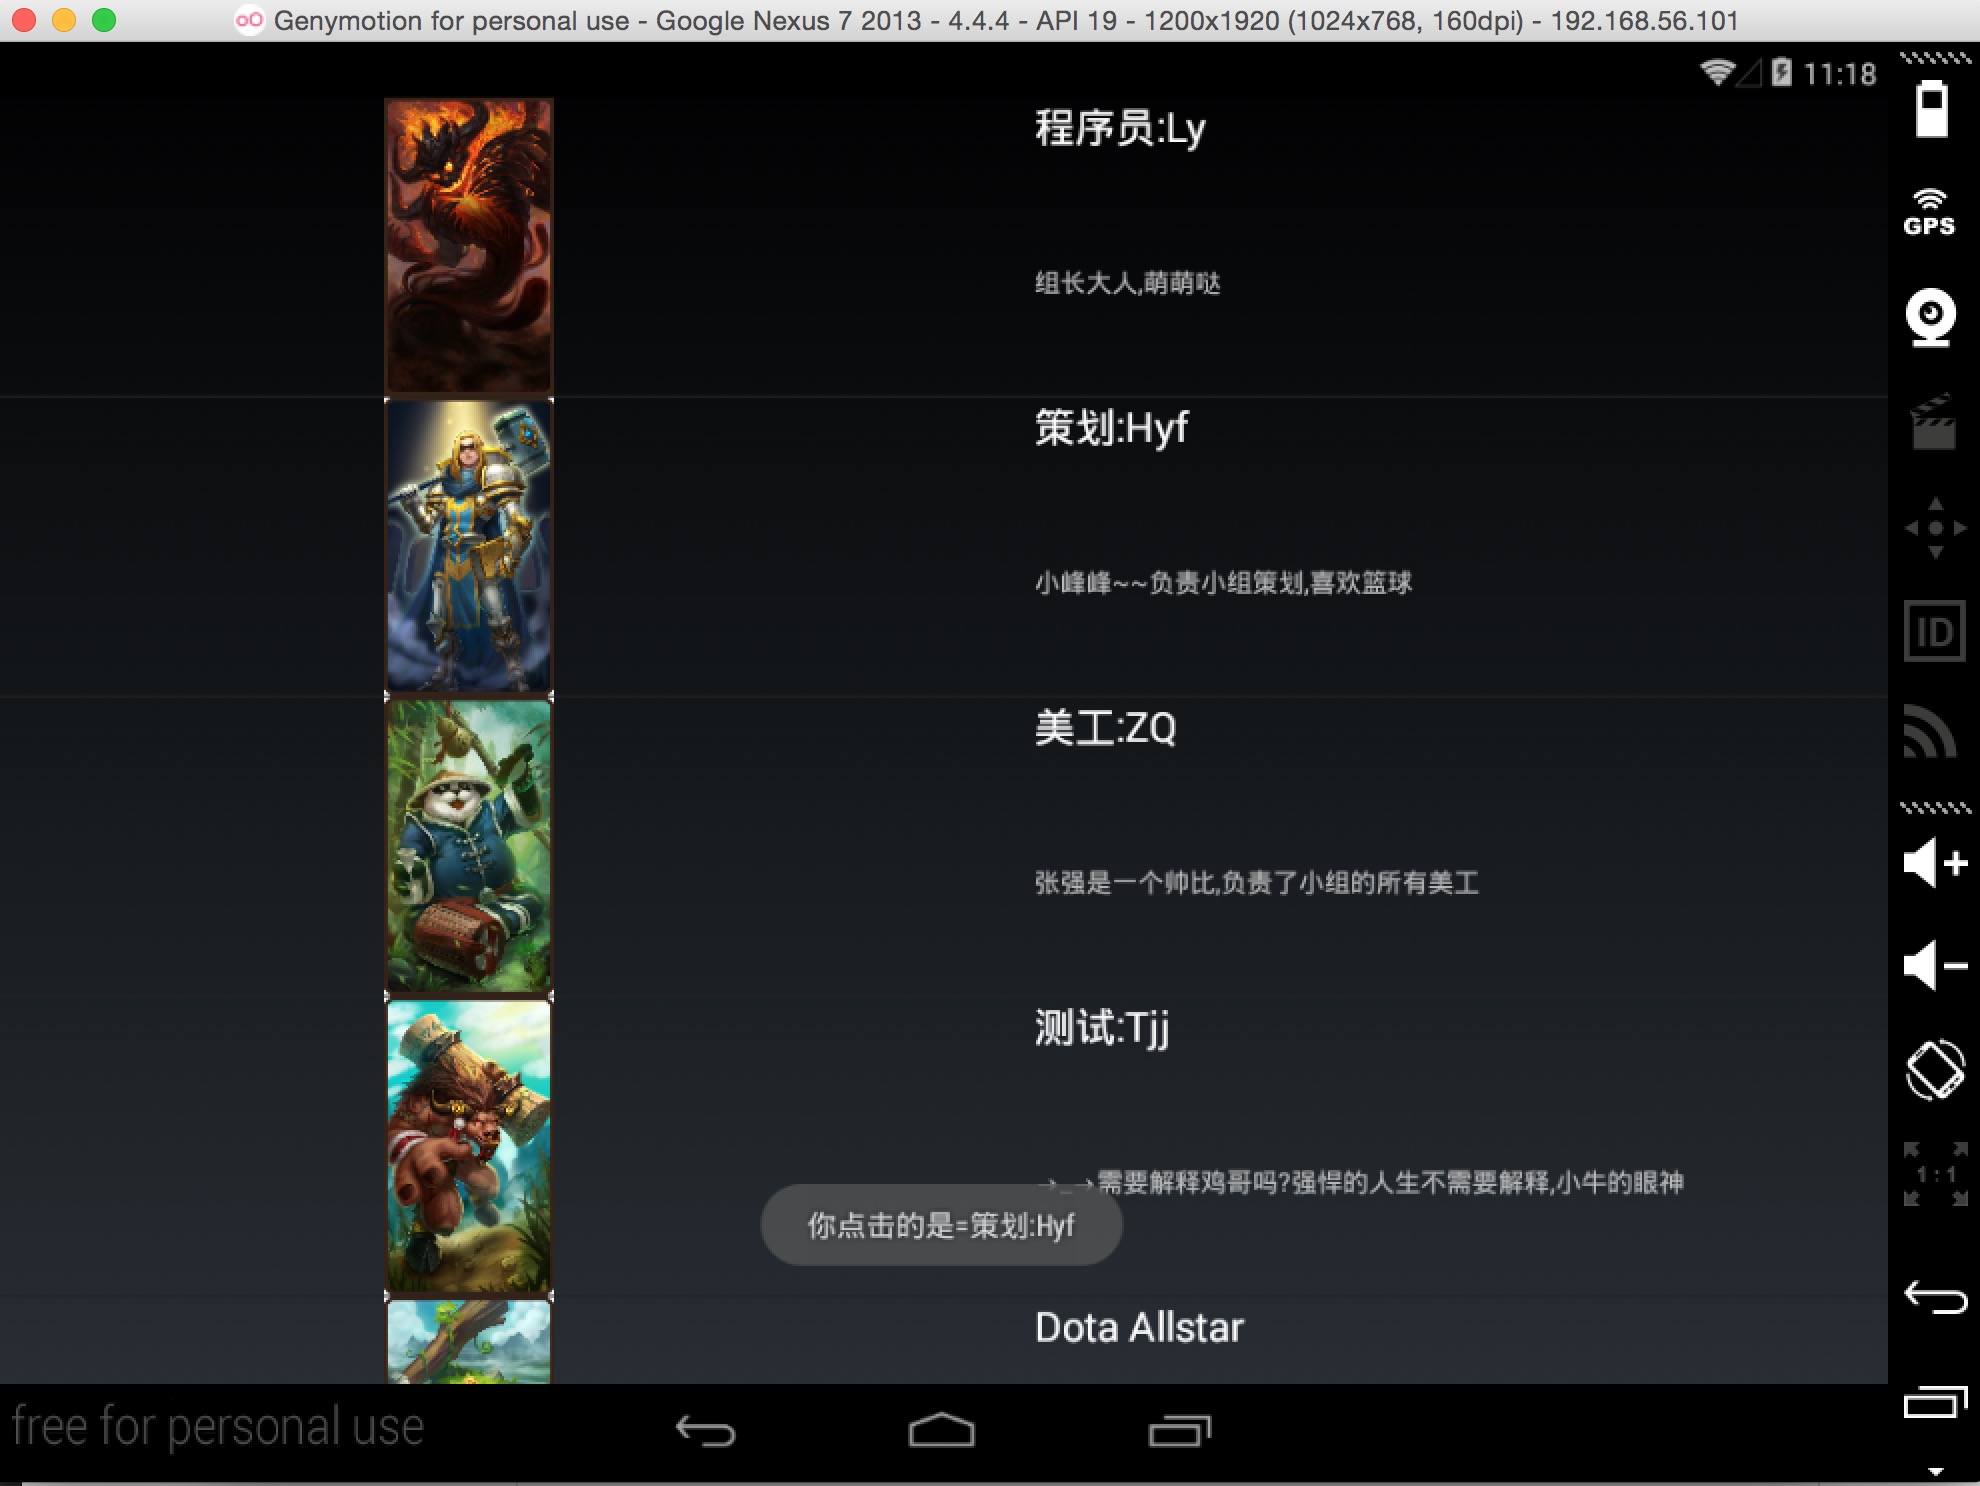 Genymotion for personal use - Google Nexus 7 2013 - 4.4.4 - API 19 - 1200x1920 (1024x768, 160dpi) - 192.168.56.101
11:18
程序员:Ly
组长大人,萌萌哒
GPS
策划:Hyf
小峰峰~~负责小组策划,喜欢篮球
ID
美工:ZQ
张强是一个帅比,负责了小组的所有美工
测试:Tjj
→_→需要解释鸡哥吗?强悍的人生不需要解释,小牛的眼神
1:1
你点击的是=策划:Hyf
Dota Allstar
free for personal use